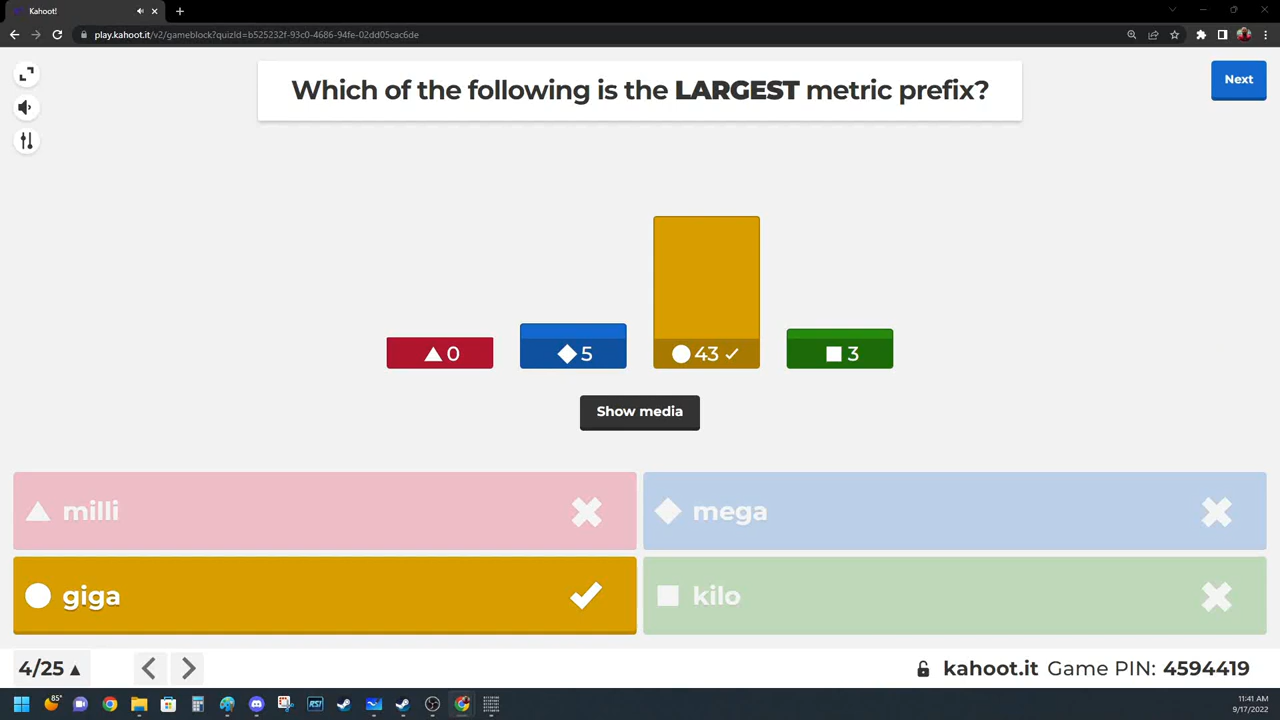 Kahoot!
play.kahoot.it/v2/gameblock?quizId=b525232f-93c0-4686-94fe-02dd05cac6de
Which of the following is the LARGEST metric prefix?
Next
0
5
43
3
Show media
milli
mega
giga
kilo
4/25
kahoot.it Game PIN: 4594419
85°
RSI
11:41 AM
9/17/2022